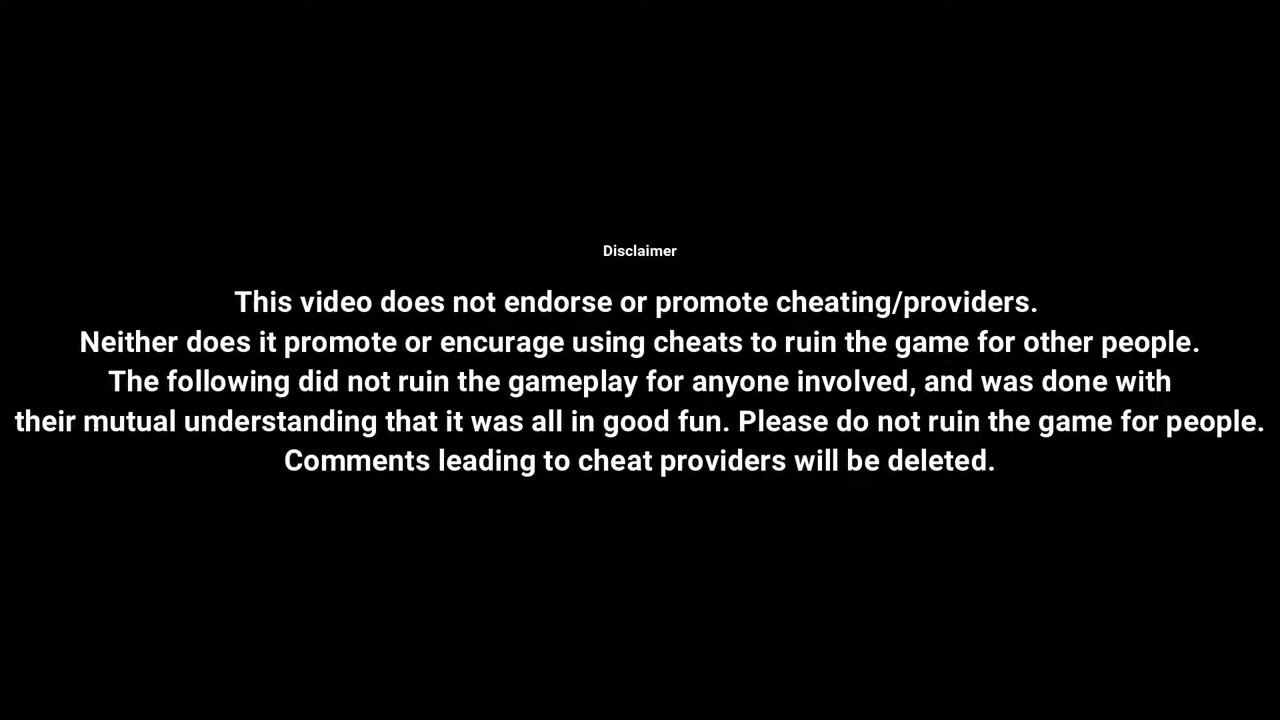 Disclaimer
This video does not endorse or promote cheating/providers.
Neither does it promote or encurage using cheats to ruin the game for other people.
The following did not ruin the gameplay for anyone involved, and was done with
their mutual understanding that it was all in good fun. Please do not ruin the game for people.
Comments leading to cheat providers will be deleted.